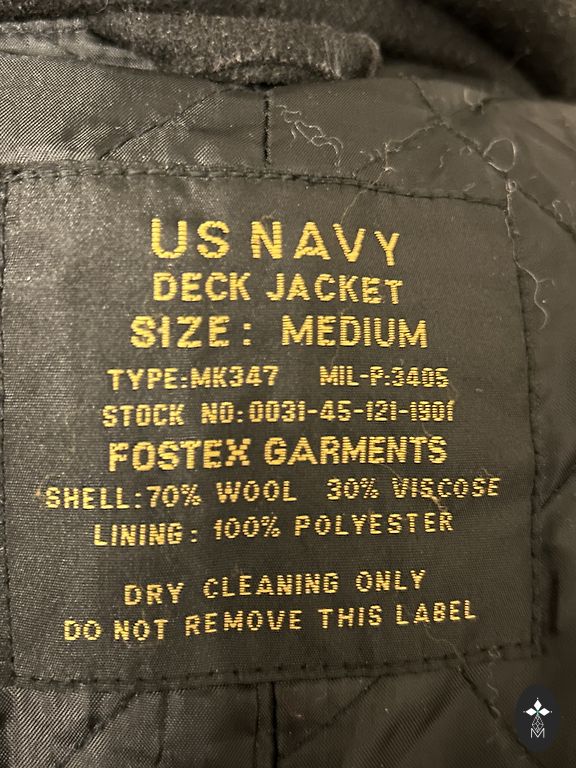 US NAVY
DECK JACKET
SIZE: MEDIUM
TYPE:MK347 MIL-P:3405
STOCK NO:0031-45-121-1901
FOSTEX GARMENTS
SHELL:70% WOOL 30% VISCOSE
LINING: 100% POLYESTER
DRY CLEANING ONLY
DO NOT REMOVE THIS LABEL